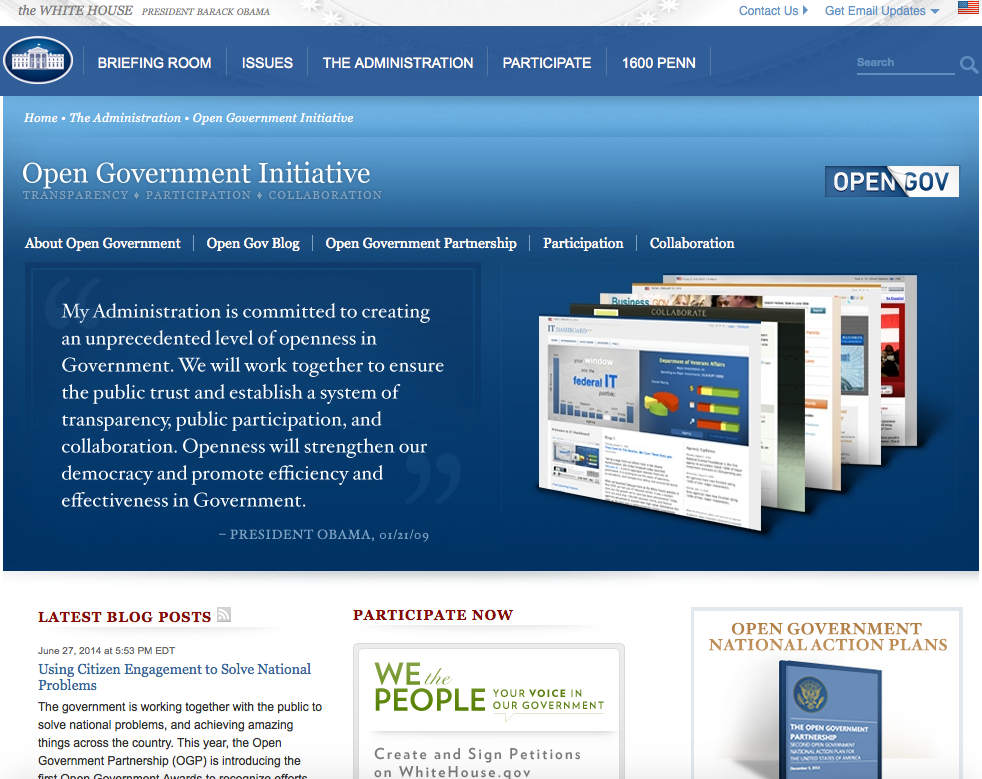 the WHITE HOUSE PRESIDENT BARACK OBAMA
Contact Us Get Email Updates
BRIEFING ROOM ISSUES THE ADMINISTRATION PARTICIPATE 1600 PENN
Search
Home • The Administration • Open Government Initiative
Open Government Initiative
TRANSPARENCY ♦ PARTICIPATION ♦ COLLABORATION
OPEN GOV
About Open Government Open Gov Blog Open Government Partnership Participation Collaboration
“
My Administration is committed to creating
an unprecedented level of openness in
Government. We will work together to ensure
the public trust and establish a system of
transparency, public participation, and
collaboration. Openness will strengthen our
democracy and promote efficiency and
effectiveness in Government.
”
– PRESIDENT OBAMA, 01/21/09
Business.gov
COLLABORATE
IT DASHBOARD
your window
into the
federal IT
portfolio
Department of Veterans Affairs
LATEST BLOG POSTS
June 27, 2014 at 5:53 PM EDT
Using Citizen Engagement to Solve National
Problems
The government is working together with the public to
solve national problems, and achieving amazing
things across the country. This year, the Open
Government Partnership (OGP) is introducing the
first Open Government Awards to recognize efforts
PARTICIPATE NOW
WE the
PEOPLE
YOUR VOICE IN
OUR GOVERNMENT
Create and Sign Petitions
on WhiteHouse.gov
OPEN GOVERNMENT
NATIONAL ACTION PLANS
THE OPEN GOVERNMENT
PARTNERSHIP
SECOND OPEN GOVERNMENT
NATIONAL ACTION PLAN FOR
THE UNITED STATES OF AMERICA